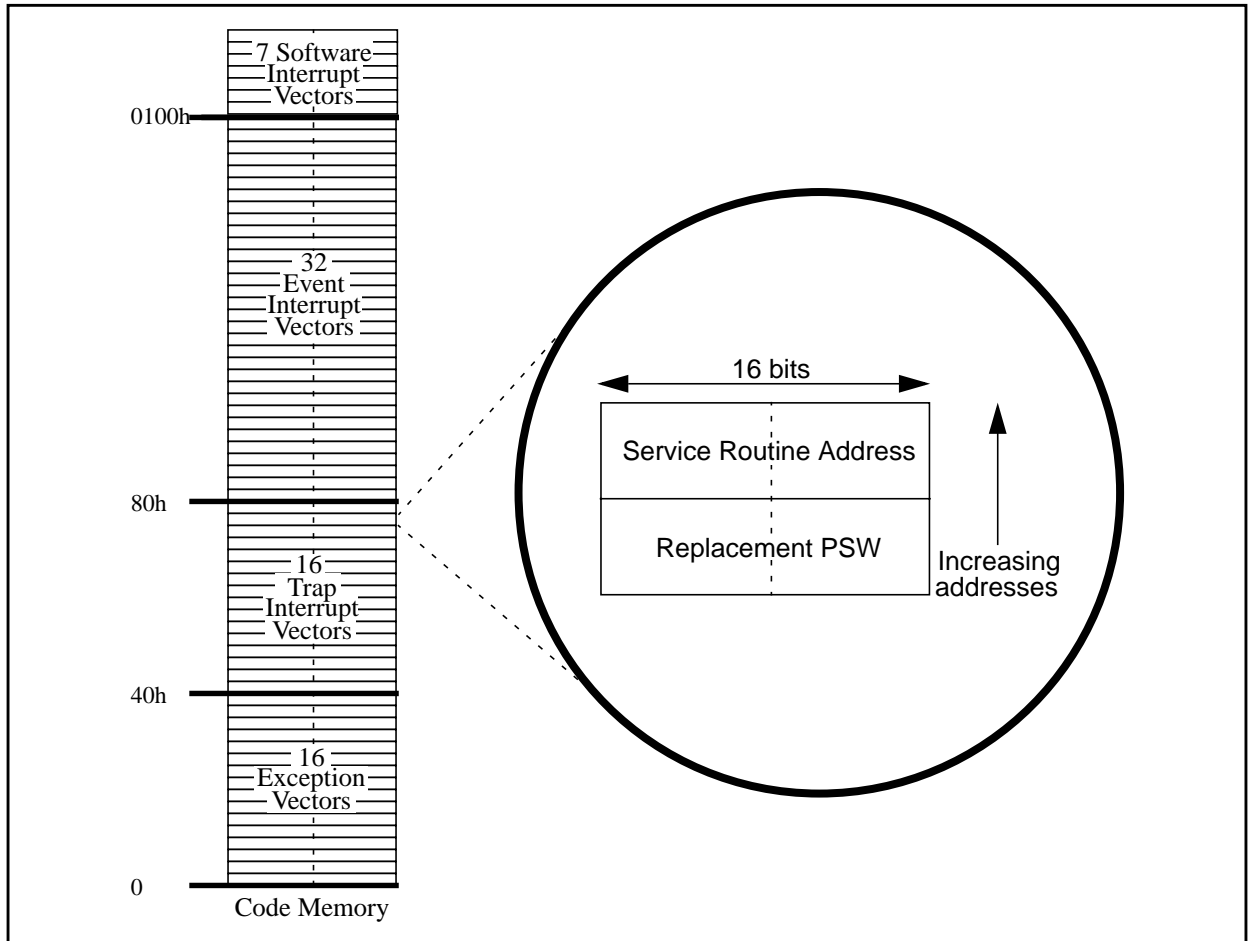 7 Software
Interrupt
Vectors
0100h
32
Event
Interrupt
Vectors
80h
16
Trap
Interrupt
Vectors
40h
16
Exception
Vectors
0
Code Memory
16 bits
Service Routine Address
Replacement PSW
Increasing
addresses